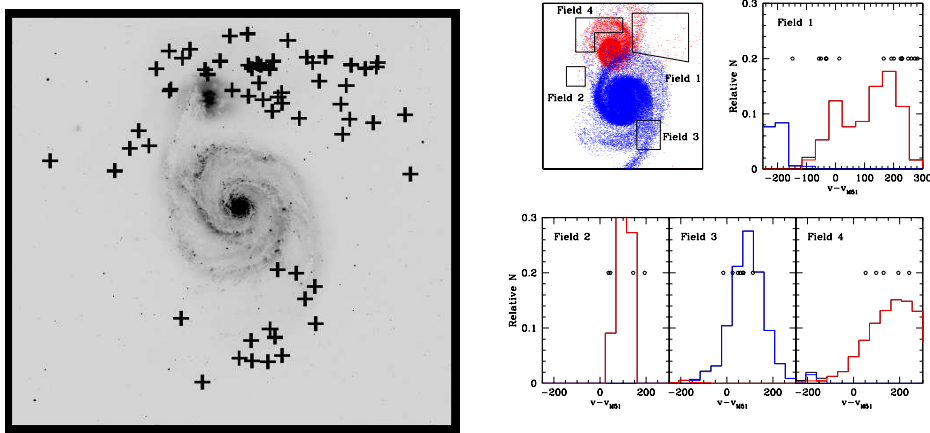 Field 4
Field 1
Field 2
Field 3
0.3
0.2
0.1
0
Relative N
Field 1
-200 -100 0 100 200 300
v-v_M51
0.3
0.2
0.1
0
Relative N
Field 2
Field 3
Field 4
-200 0 200
-200 0 200
-200 0 200
v-v_M51
v-v_M51
v-v_M51